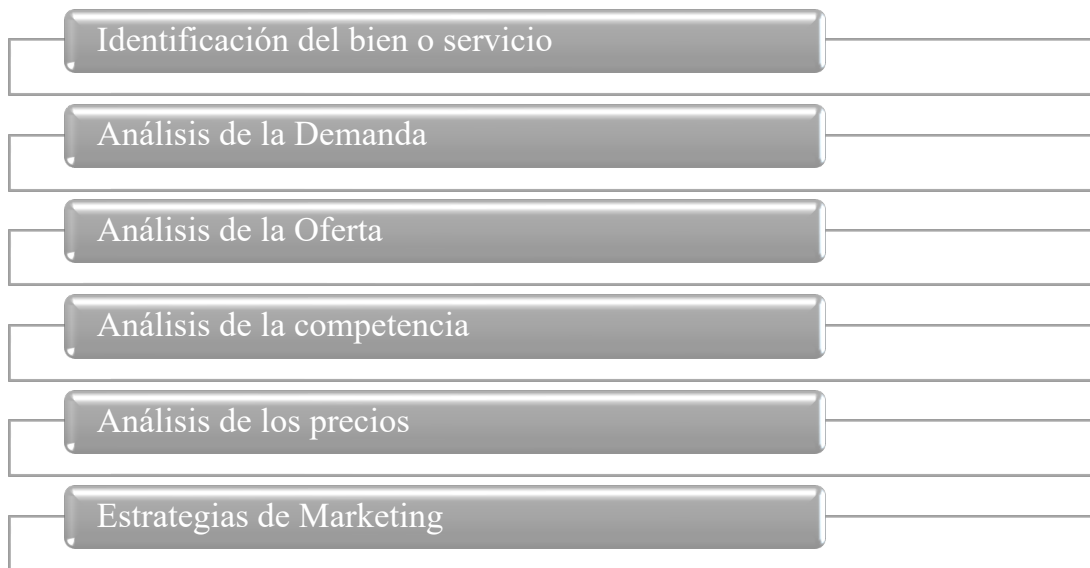 Identificación del bien o servicio
Análisis de la Demanda
Análisis de la Oferta
Análisis de la competencia
Análisis de los precios
Estrategias de Marketing